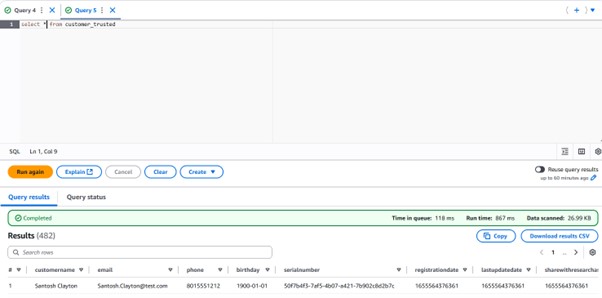 Query 4
Query 5
1 select * from customer_trusted
SQL Ln 1, Col 9
Run again Explain Cancel Clear Create
Reuse query results
up to 60 minutes ago
Query results Query status
Completed Time in queue: 118 ms Run time: 867 ms Data scanned: 26.99 KB
Results (482) Copy Download results CSV
Search rows 1 ...
# customername email phone birthday serialnumber registrationdate lastupdatedate sharewithresearchas
1 Santosh Clayton Santosh.Clayton@test.com 8015551212 1900-01-01 50f7b4f3-7af5-4b07-a421-7b902c8d2b7c 1655564376361 1655564376361 1655564376361